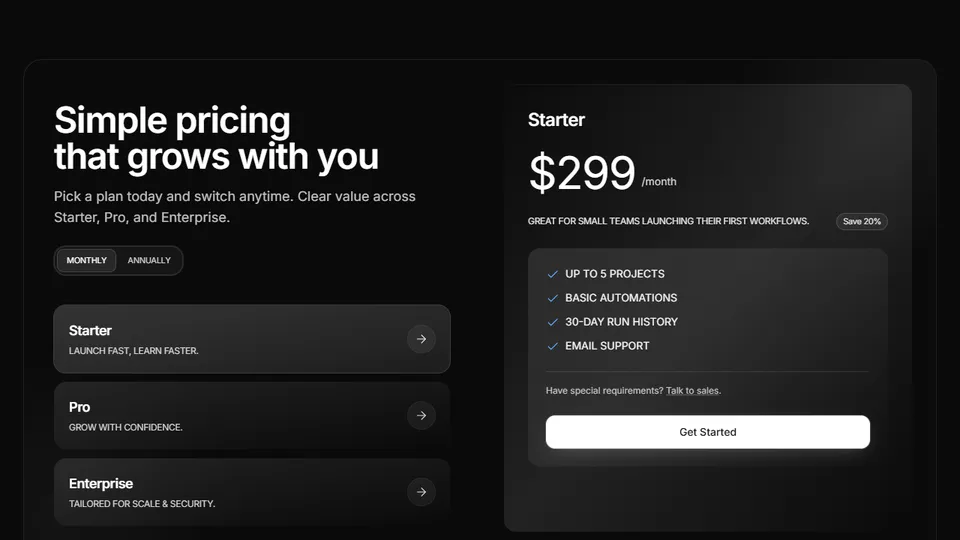 Simple pricing
that grows with you
Pick a plan today and switch anytime. Clear value across
Starter, Pro, and Enterprise.
MONTHLY
ANNUALLY
Starter
LAUNCH FAST, LEARN FASTER.
Pro
GROW WITH CONFIDENCE.
Enterprise
TAILORED FOR SCALE & SECURITY.
Starter
$299 /month
GREAT FOR SMALL TEAMS LAUNCHING THEIR FIRST WORKFLOWS.
Save 20%
UP TO 5 PROJECTS
BASIC AUTOMATIONS
30-DAY RUN HISTORY
EMAIL SUPPORT
Have special requirements? Talk to sales.
Get Started